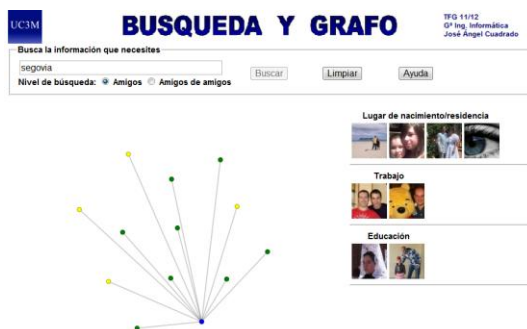 UC3M
BUSQUEDA Y GRAFO
TFG 11/12
Gº Ing. Informática
José Ángel Cuadrado
Busca la información que necesites
segovia
Buscar
Limpiar
Ayuda
Nivel de búsqueda: Amigos Amigos de amigos
Lugar de nacimiento/residencia
Trabajo
Educación